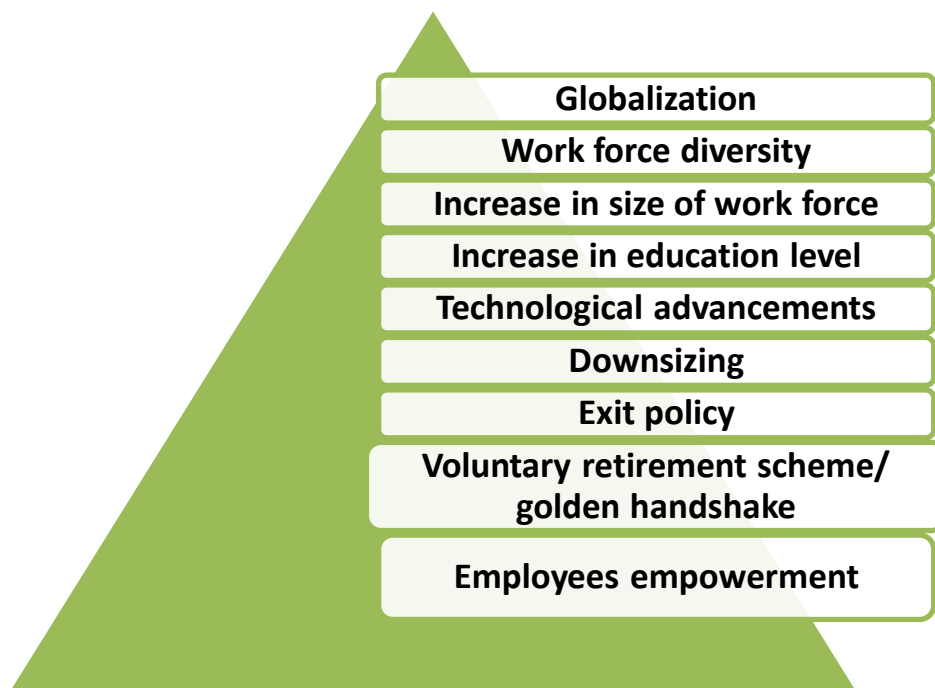 Globalization
Work force diversity
Increase in size of work force
Increase in education level
Technological advancements
Downsizing
Exit policy
Voluntary retirement scheme/
golden handshake
Employees empowerment